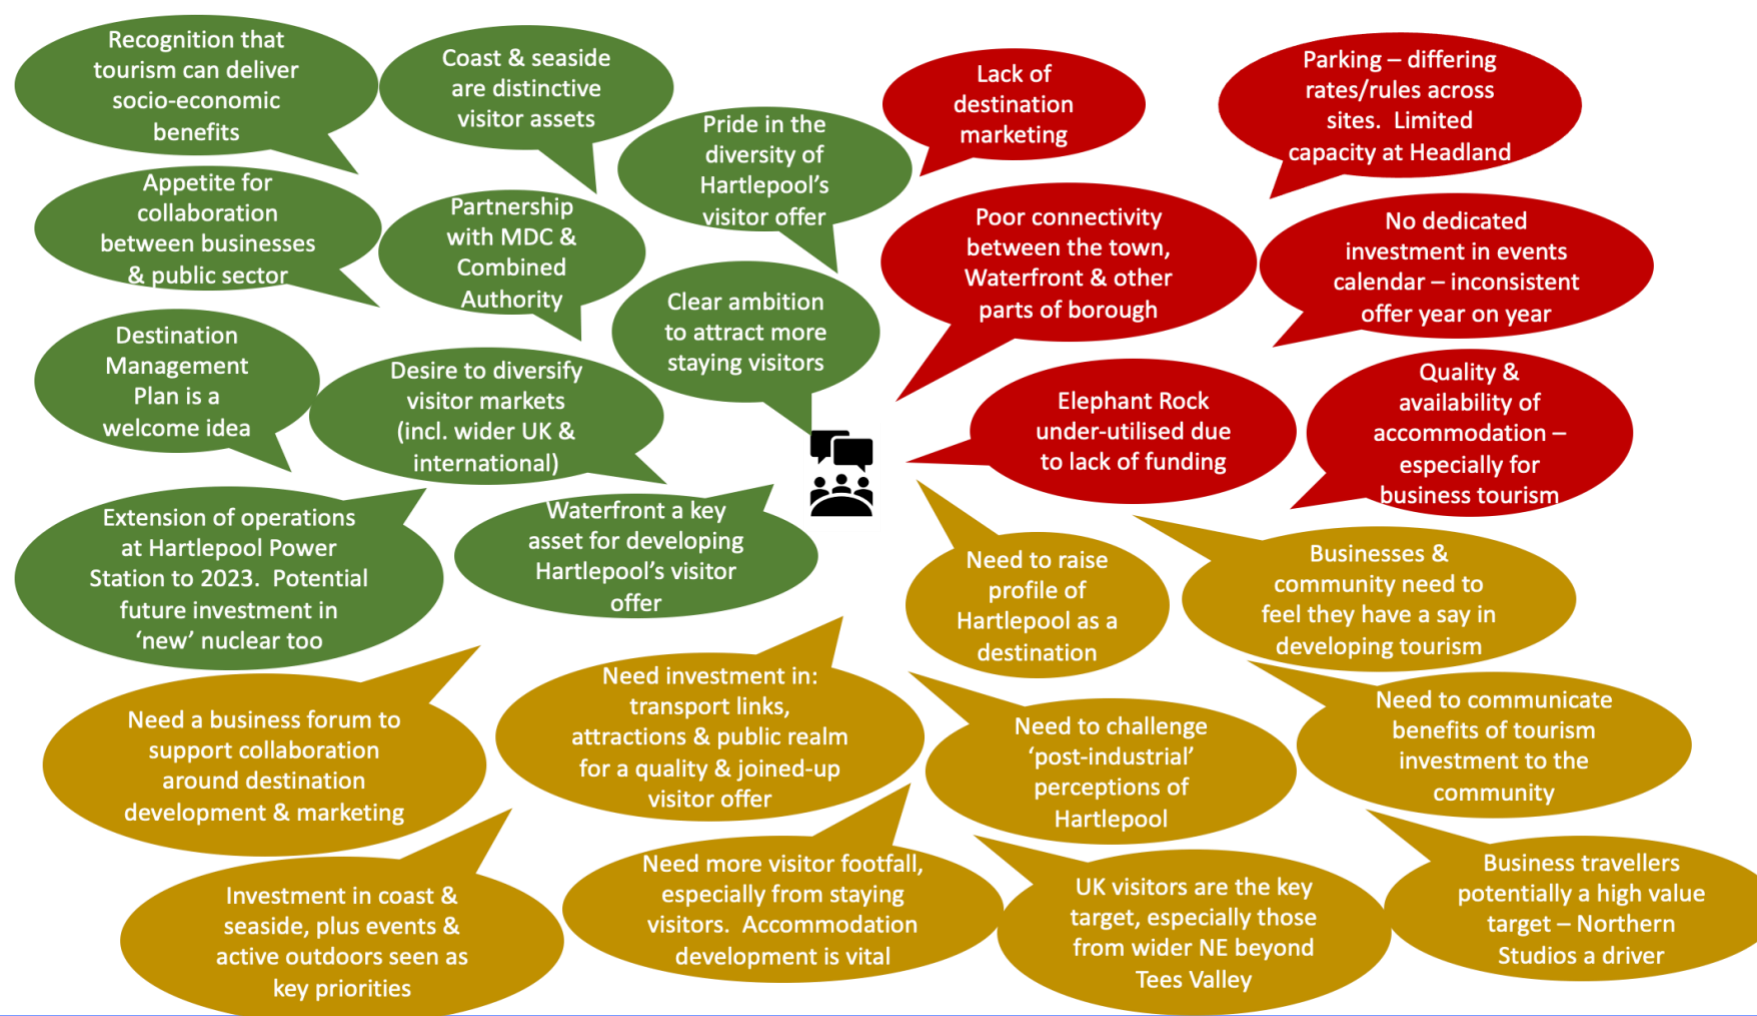 Recognition that
tourism can deliver
socio-economic
benefits
Coast & seaside
are distinctive
visitor assets
Pride in the
diversity of
Hartlepool's
visitor offer
Lack of
destination
marketing
Parking – differing
rates/rules across
sites.  Limited
capacity at Headland
Appetite for
collaboration
between businesses
& public sector
Partnership
with MDC &
Combined
Authority
Clear ambition
to attract more
staying visitors
Poor connectivity
between the town,
Waterfront & other
parts of borough
No dedicated
investment in events
calendar – inconsistent
offer year on year
Destination
Management
Plan is a
welcome idea
Desire to diversify
visitor markets
(incl. wider UK &
international)
Elephant Rock
under-utilised due
to lack of funding
Quality &
availability of
accommodation –
especially for
business tourism
Extension of operations
at Hartlepool Power
Station to 2023.  Potential
future investment in
‘new’ nuclear too
Waterfront a key
asset for developing
Hartlepool’s visitor
offer
Need to raise
profile of
Hartlepool as a
destination
Businesses &
community need to
feel they have a say in
developing tourism
Need a business forum to
support collaboration
around destination
development & marketing
Need investment in:
transport links,
attractions & public realm
for a quality & joined-up
visitor offer
Need to challenge
‘post-industrial’
perceptions of
Hartlepool
Need to communicate
benefits of tourism
investment to the
community
Investment in coast &
seaside, plus events &
active outdoors seen as
key priorities
Need more visitor footfall,
especially from staying
visitors.  Accommodation
development is vital
UK visitors are the key
target, especially those
from wider NE beyond
Tees Valley
Business travellers
potentially a high value
target – Northern
Studios a driver